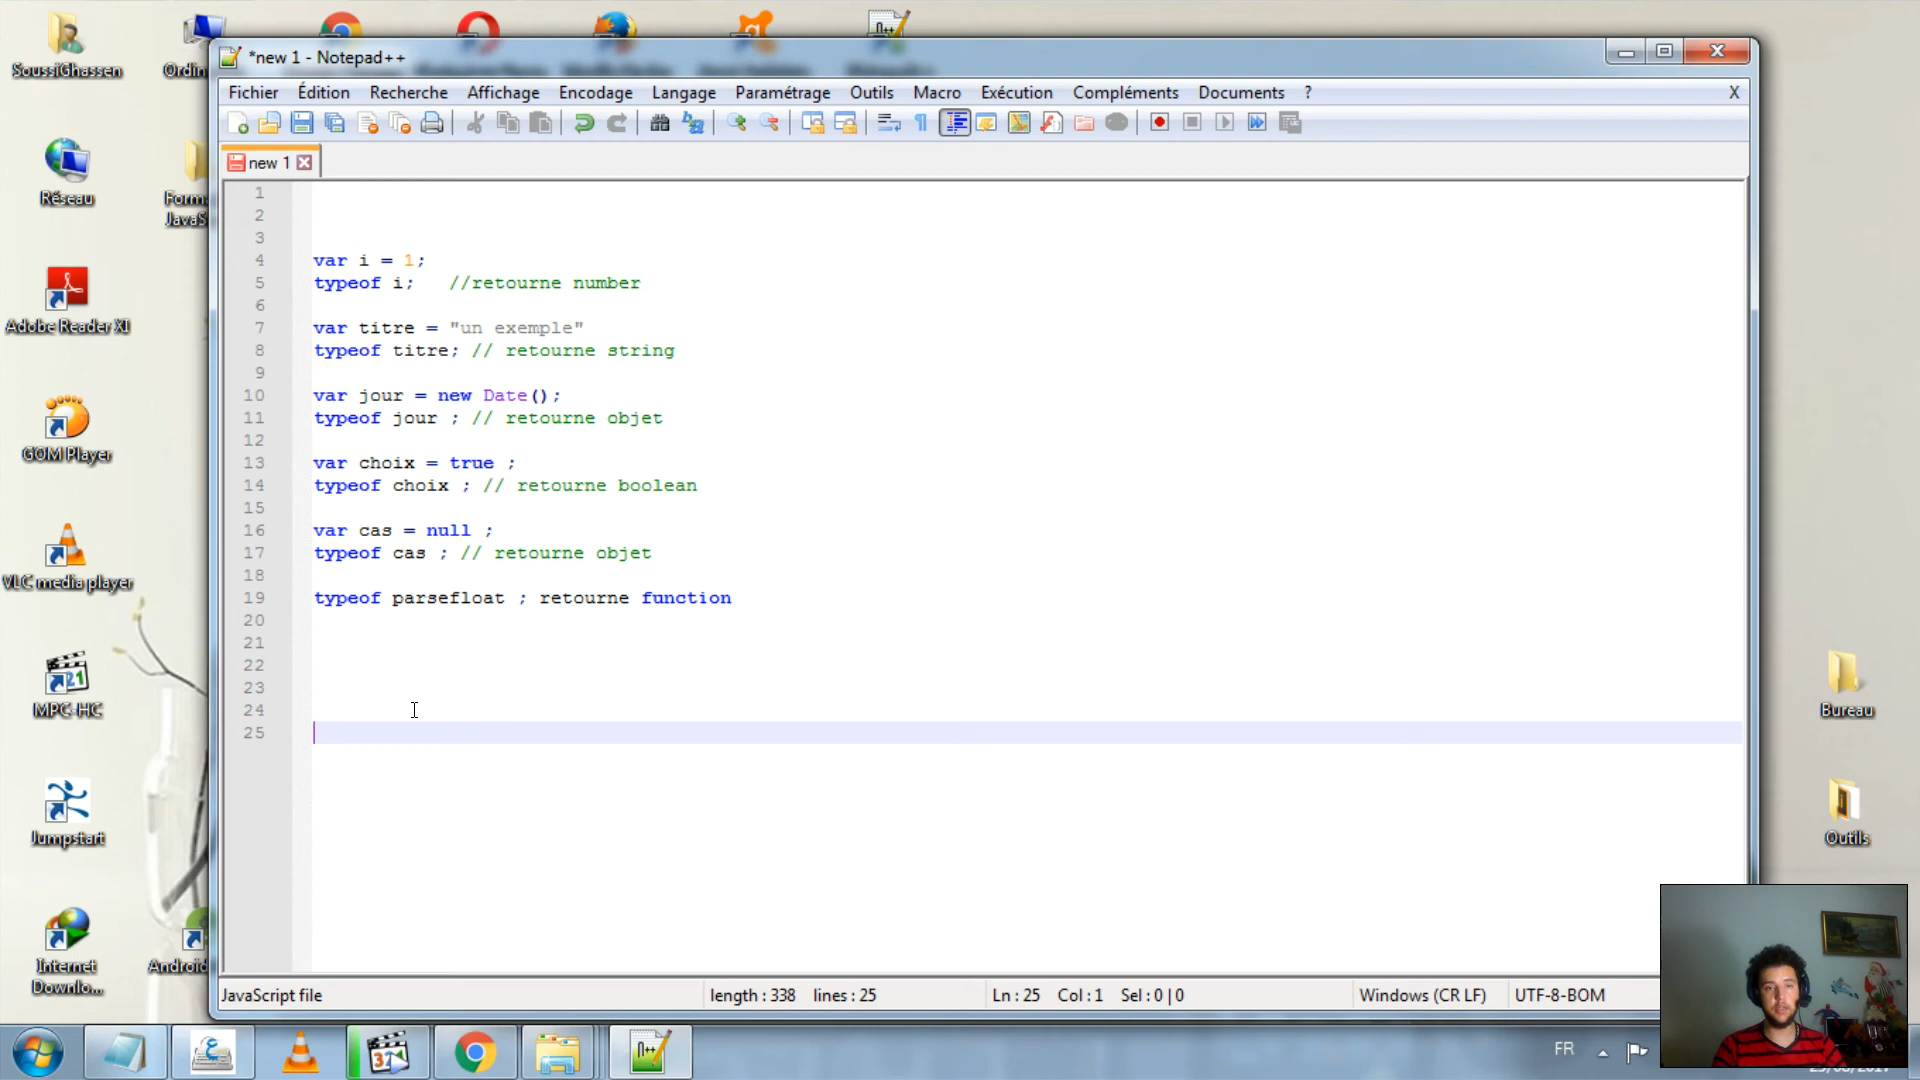 SoussiGhassen
Ordin
*new 1 - Notepad++
Fichier Édition Recherche Affichage Encodage Langage Paramétrage Outils Macro Exécution Compléments Documents ? X
new 1
1
2
3
4 var i = 1;
5 typeof i; //retourne number
6
7 var titre = "un exemple"
8 typeof titre; // retourne string
9
10 var jour = new Date();
11 typeof jour ; // retourne objet
12
13 var choix = true ;
14 typeof choix ; // retourne boolean
15
16 var cas = null ;
17 typeof cas ; // retourne objet
18
19 typeof parsefloat ; retourne function
20
21
22
23
24
25
JavaScript file length : 338 lines : 25 Ln : 25 Col : 1 Sel : 0 | 0 Windows (CR LF) UTF-8-BOM
Réseau
Form
JavaS
Adobe Reader XI
GOM Player
VLC media player
MPC-HC
Jumpstart
Internet
Downlo...
Android
Bureau
Outils
FR